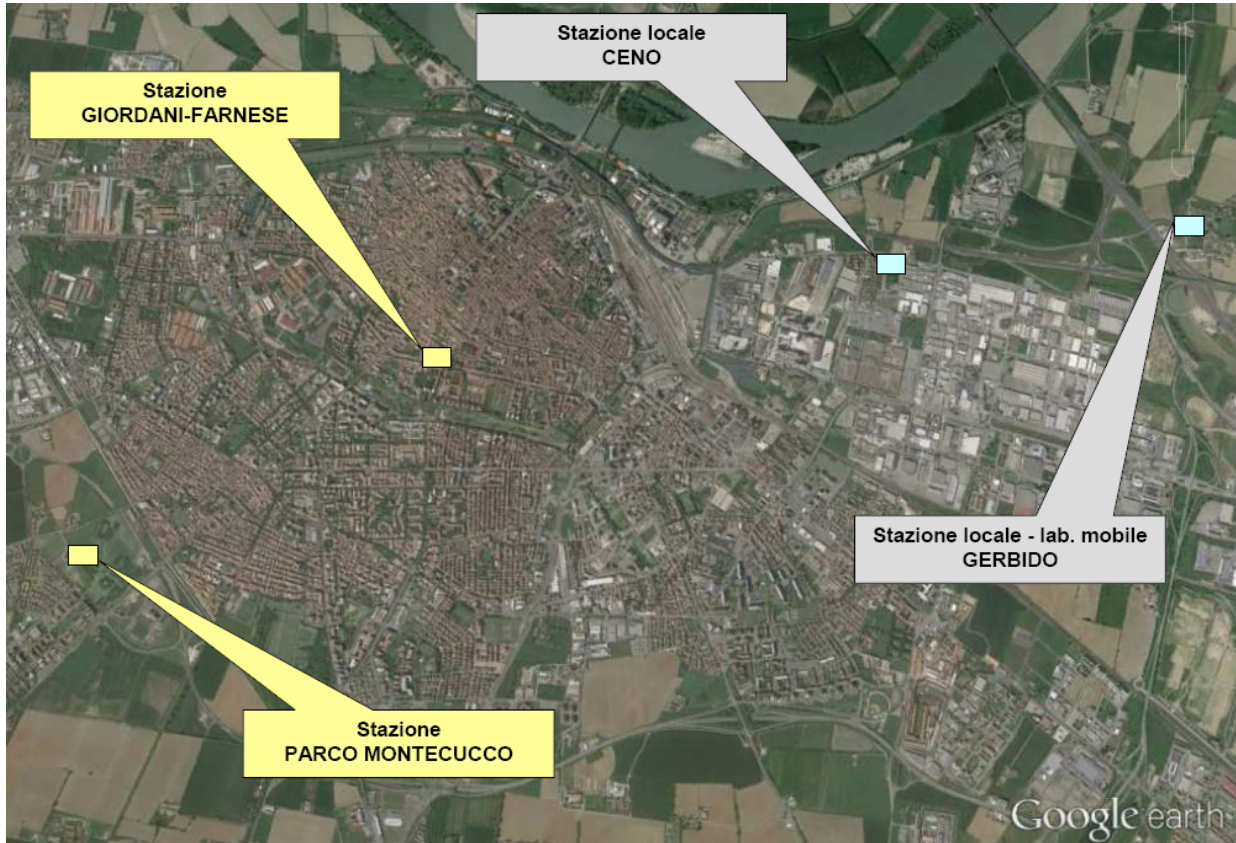 Stazione locale
CENO
Stazione
GIORDANI-FARNESE
Stazione locale - lab. mobile
GERBIDO
Stazione
PARCO MONTECUCCO
Google earth